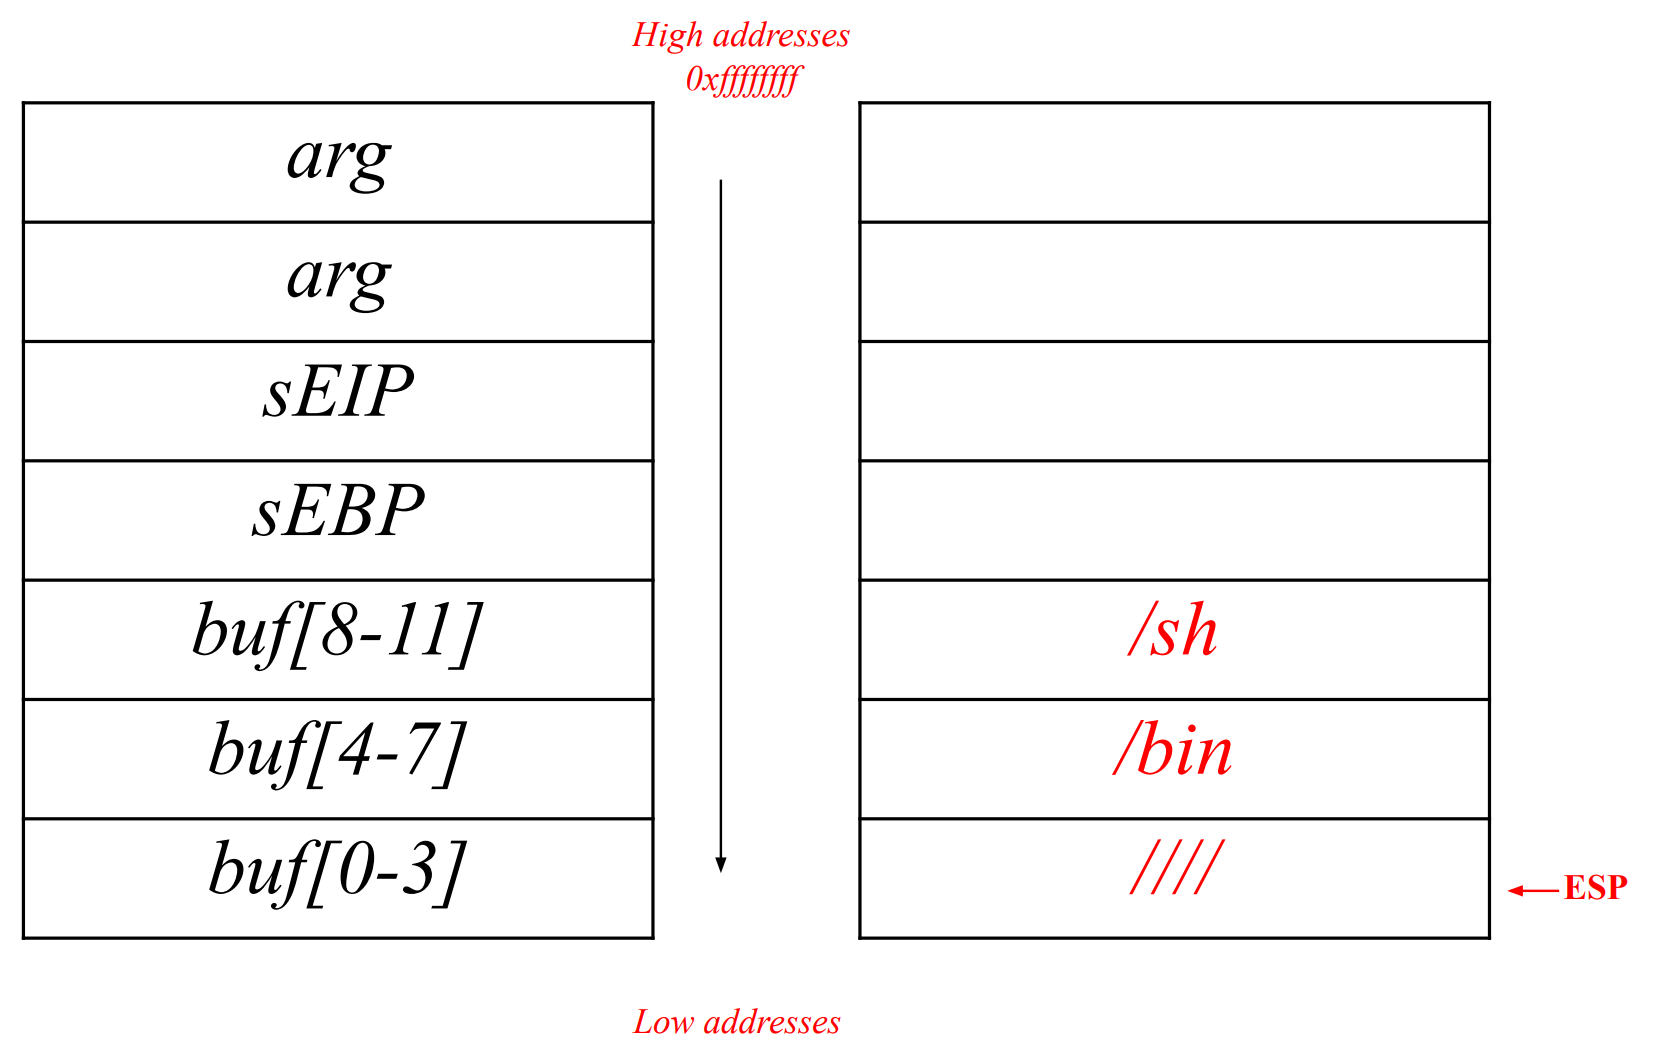 High addresses
0xffffffff
arg
arg
sEIP
sEBP
buf[8-11]
buf[4-7]
buf[0-3]
/sh
/bin
////
ESP
Low addresses